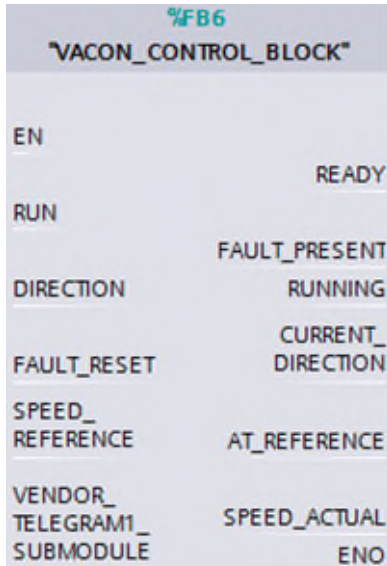 %FB6
"VACON_CONTROL_BLOCK"
EN
READY
RUN
FAULT_PRESENT
DIRECTION
RUNNING
CURRENT_
DIRECTION
FAULT_RESET
SPEED_
REFERENCE
AT_REFERENCE
VENDOR_
TELEGRAM1_
SUBMODULE
SPEED_ACTUAL
ENO